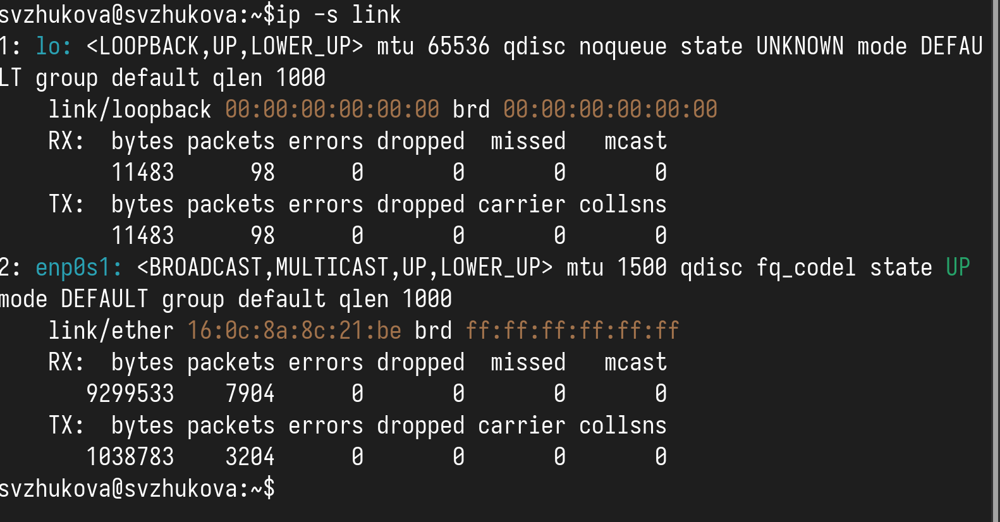 svzhukova@svzhukova:~$ip -s link
1: lo: <LOOPBACK,UP,LOWER_UP> mtu 65536 qdisc noqueue state UNKNOWN mode DEFAU
LT group default qlen 1000
    link/loopback 00:00:00:00:00:00 brd 00:00:00:00:00:00
    RX:  bytes packets errors dropped  missed   mcast
         11483      98      0       0       0       0
    TX:  bytes packets errors dropped carrier collsns
         11483      98      0       0       0       0
2: enp0s1: <BROADCAST,MULTICAST,UP,LOWER_UP> mtu 1500 qdisc fq_codel state UP
mode DEFAULT group default qlen 1000
    link/ether 16:0c:8a:8c:21:be brd ff:ff:ff:ff:ff:ff
    RX:  bytes packets errors dropped  missed   mcast
       9299533    7904      0       0       0       0
    TX:  bytes packets errors dropped carrier collsns
       1038783    3204      0       0       0       0
svzhukova@svzhukova:~$